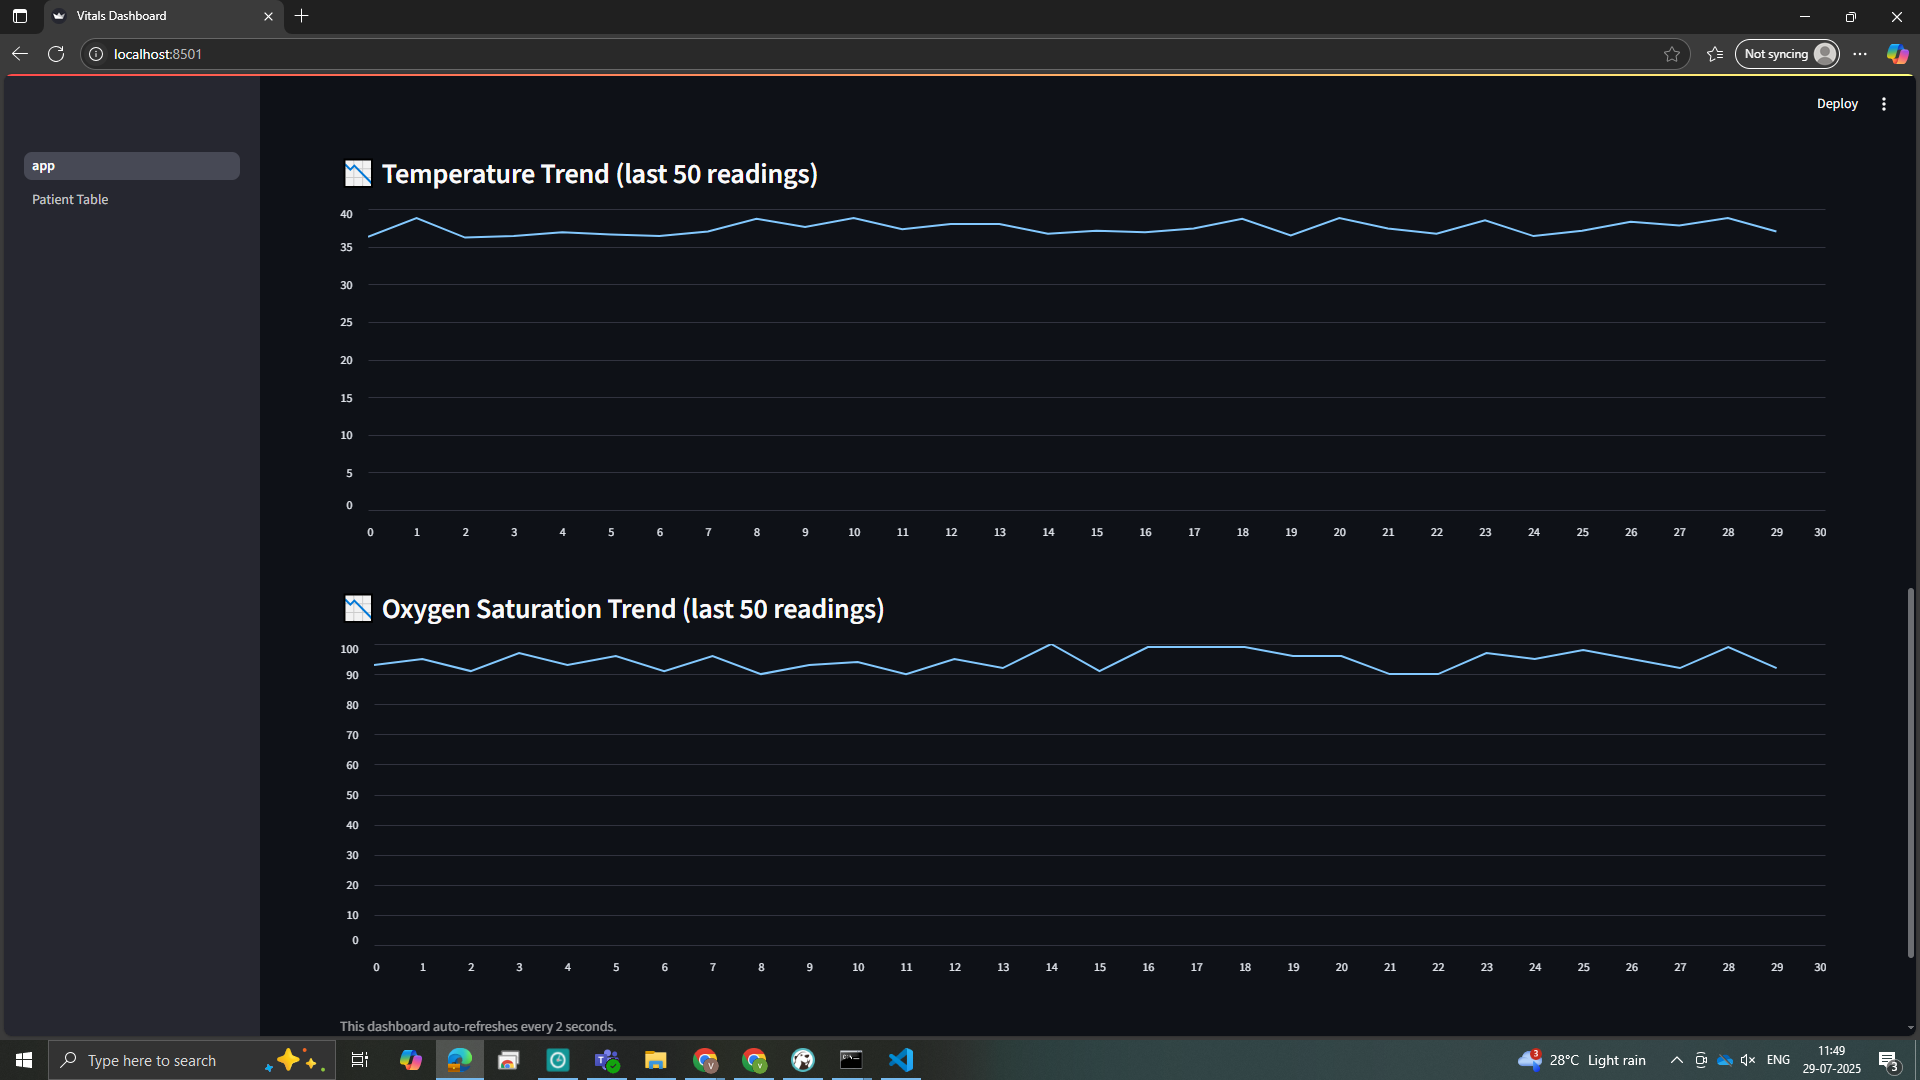 Vitals Dashboard
localhost:8501
Not syncing
Deploy
app
Patient Table
Temperature Trend (last 50 readings)
40
35
30
25
20
15
10
5
0
0 1 2 3 4 5 6 7 8 9 10 11 12 13 14 15 16 17 18 19 20 21 22 23 24 25 26 27 28 29 30
Oxygen Saturation Trend (last 50 readings)
100
90
80
70
60
50
40
30
20
10
0
0 1 2 3 4 5 6 7 8 9 10 11 12 13 14 15 16 17 18 19 20 21 22 23 24 25 26 27 28 29 30
This dashboard auto-refreshes every 2 seconds.
Type here to search
3
28°C Light rain
ENG
11:49
29-07-2025
3